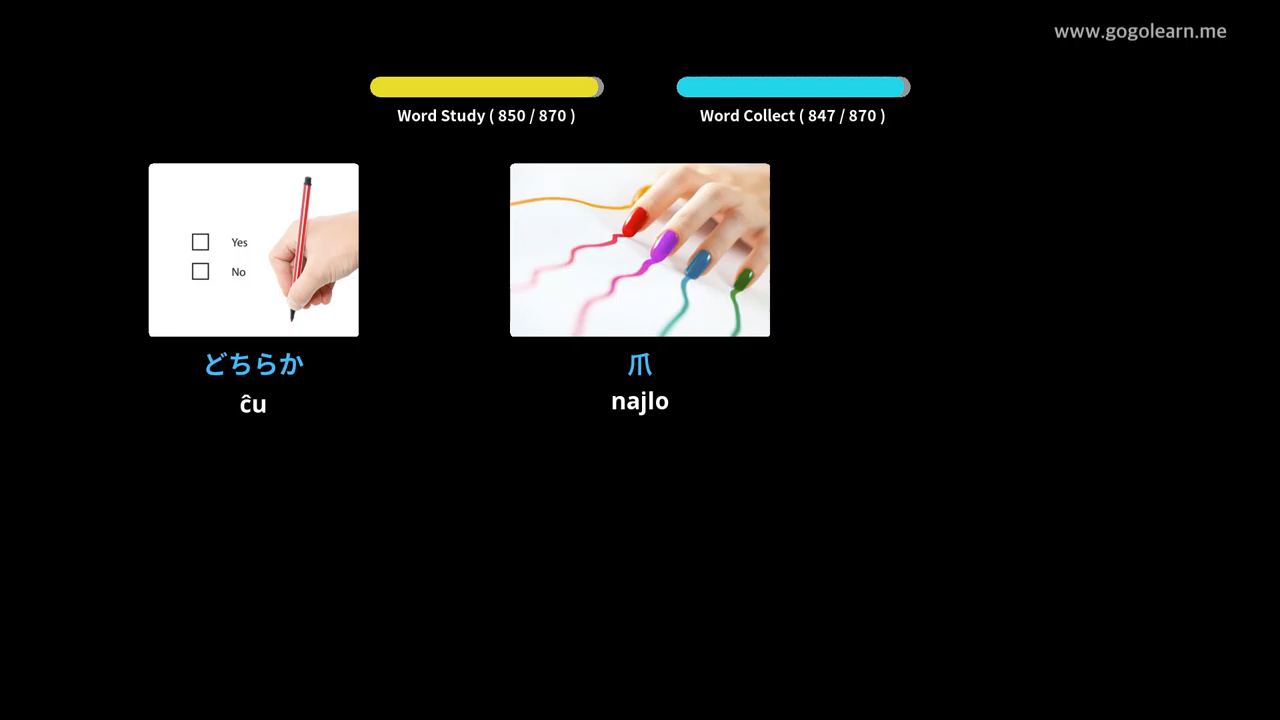 www.gogolearn.me
Word Study ( 850 / 870 )
Word Collect ( 847 / 870 )
Yes
No
どちらか
ĉu
爪
najlo